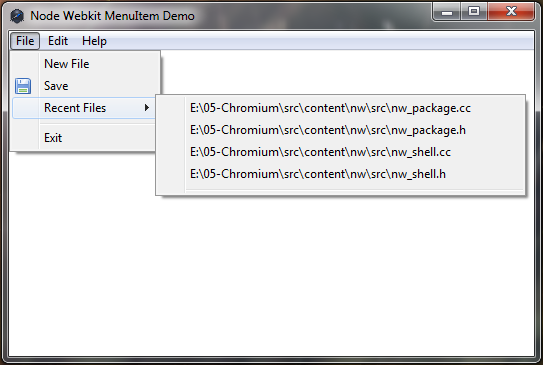 Node Webkit MenuItem Demo
File Edit Help
New File
Save
Recent Files
Exit
E:\05-Chromium\src\content\nw\src\nw_package.cc
E:\05-Chromium\src\content\nw\src\nw_package.h
E:\05-Chromium\src\content\nw\src\nw_shell.cc
E:\05-Chromium\src\content\nw\src\nw_shell.h